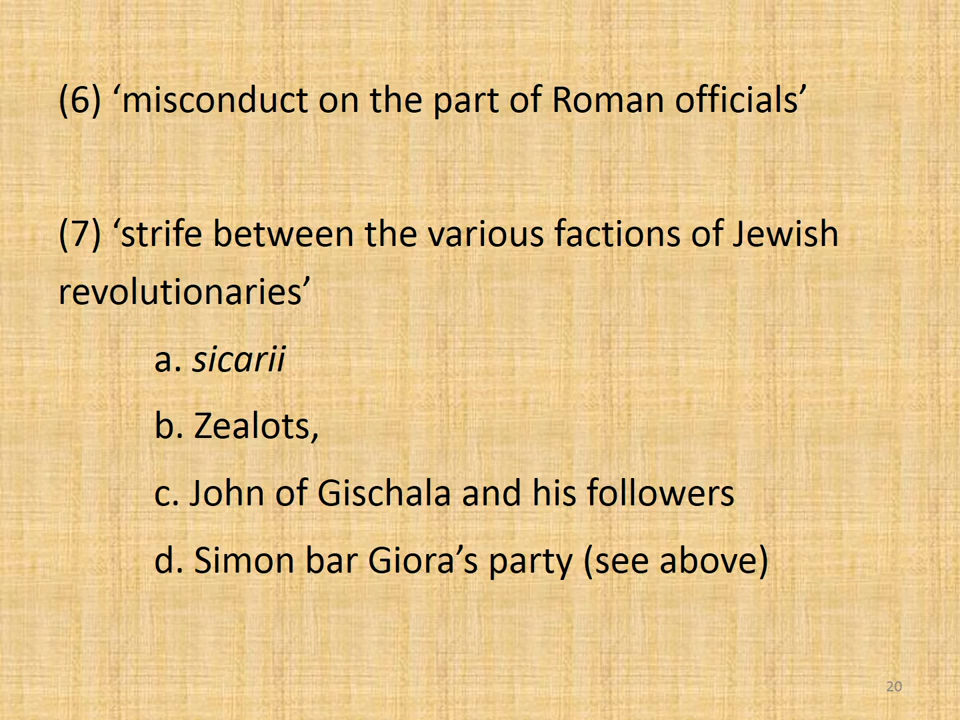 (6) ‘misconduct on the part of Roman officials’
(7) ‘strife between the various factions of Jewish
revolutionaries’
a. sicarii
b. Zealots,
c. John of Gischala and his followers
d. Simon bar Giora’s party (see above)
20